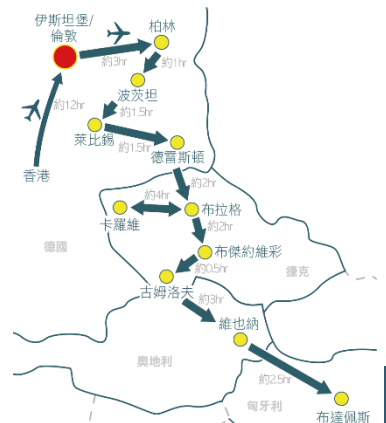 伊斯坦堡/
倫敦
柏林
約3hr
約1hr
波茨坦
約12hr
約1.5hr
萊比錫
約1.5hr
德雷斯頓
香港
約2hr
約4hr
布拉格
卡羅維
約2hr
德國
布傑約維彩
約0.5hr
捷克
古姆洛夫
約3hr
維也納
奧地利
約2.5hr
匈牙利
布達佩斯